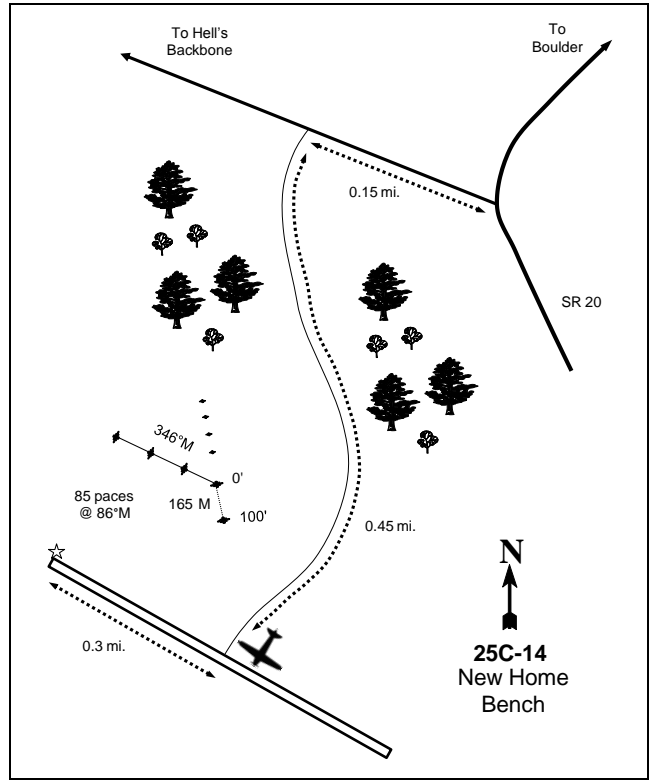 To Hell's
Backbone
To
Boulder
0.15 mi.
SR 20
346°M
0'
85 paces
@ 86°M
165 M
100'
0.45 mi.
N
0.3 mi.
25C-14
New Home
Bench